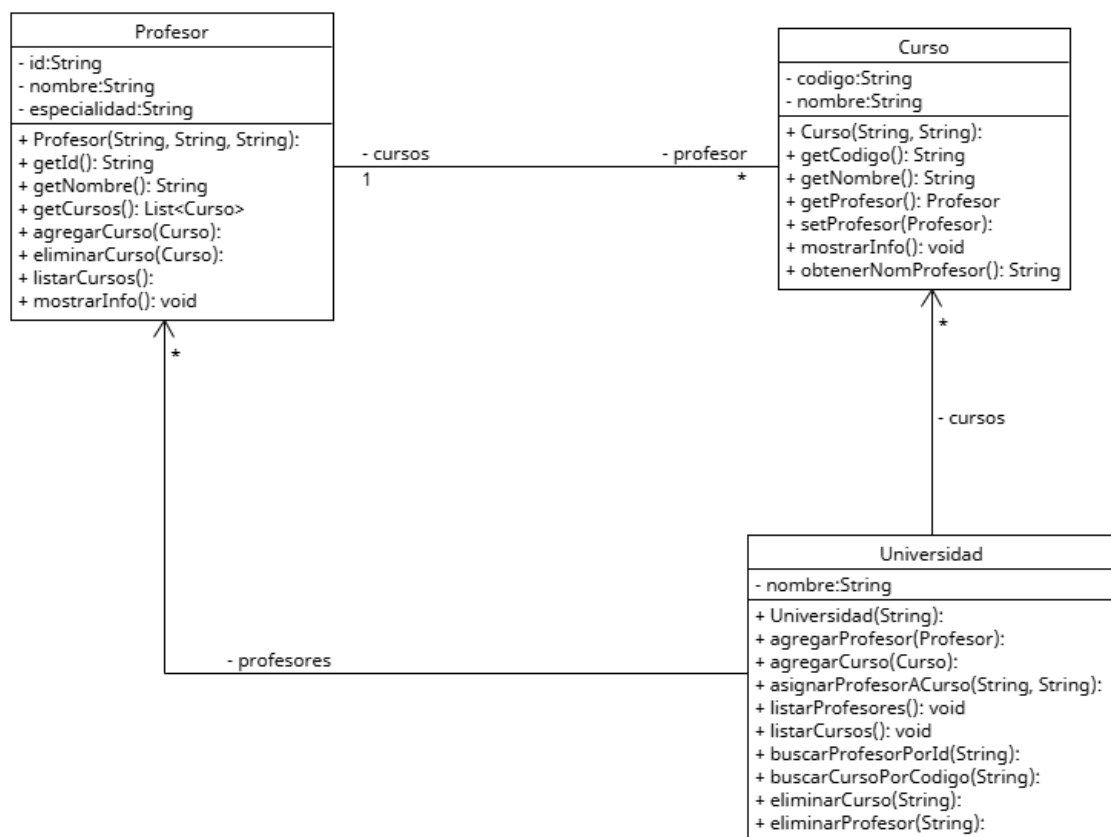 Profesor
- id:String
- nombre:String
- especialidad:String
+ Profesor(String, String, String):
+ getId(): String
+ getNombre(): String
+ getCursos(): List<Curso>
+ agregarCurso(Curso):
+ eliminarCurso(Curso):
+ listarCursos():
+ mostrarInfo(): void
- cursos
1
- profesor
*
Curso
- codigo:String
- nombre:String
+ Curso(String, String):
+ getCodigo(): String
+ getNombre(): String
+ getProfesor(): Profesor
+ setProfesor(Profesor):
+ mostrarInfo(): void
+ obtenerNomProfesor(): String
*
*
- cursos
- profesores
Universidad
- nombre:String
+ Universidad(String):
+ agregarProfesor(Profesor):
+ agregarCurso(Curso):
+ asignarProfesorACurso(String, String):
+ listarProfesores(): void
+ listarCursos(): void
+ buscarProfesorPorId(String):
+ buscarCursoPorCodigo(String):
+ eliminarCurso(String):
+ eliminarProfesor(String):